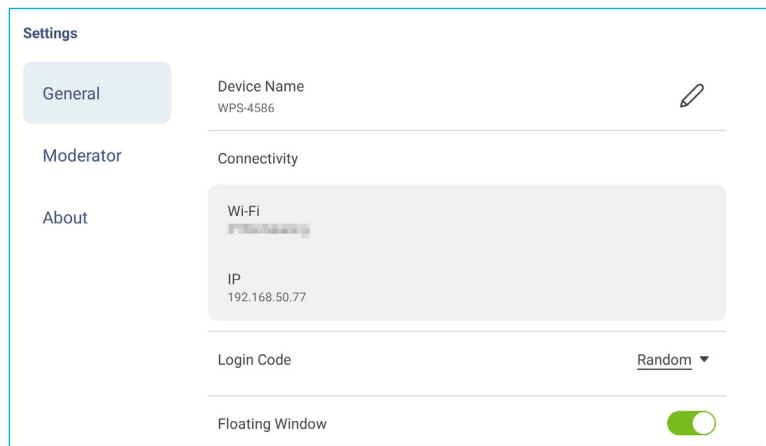 Settings
General
Device Name
WPS-4586
Moderator
Connectivity
About
Wi-Fi
IP
192.168.50.77
Login Code
Random
Floating Window